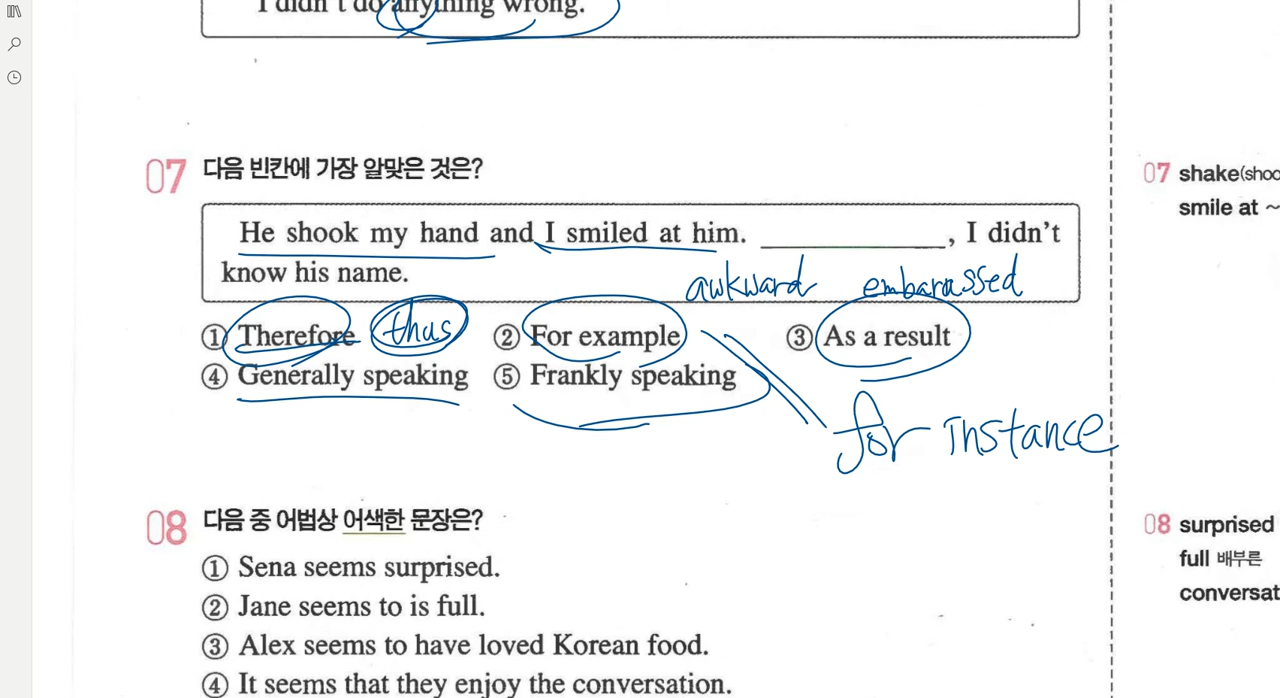 I didn't do anything wrong.
07 다음 빈칸에 가장 알맞은 것은?
He shook my hand and I smiled at him. ____________, I didn't
know his name.
awkward embarassed
① Therefore thus ② For example ③ As a result
④ Generally speaking ⑤ Frankly speaking
for instance
08 다음 중 어법상 어색한 문장은?
① Sena seems surprised.
② Jane seems to is full.
③ Alex seems to have loved Korean food.
④ It seems that they enjoy the conversation.
07 shake(shoo
smile at ~
08 surprised
full 배부른
conversat